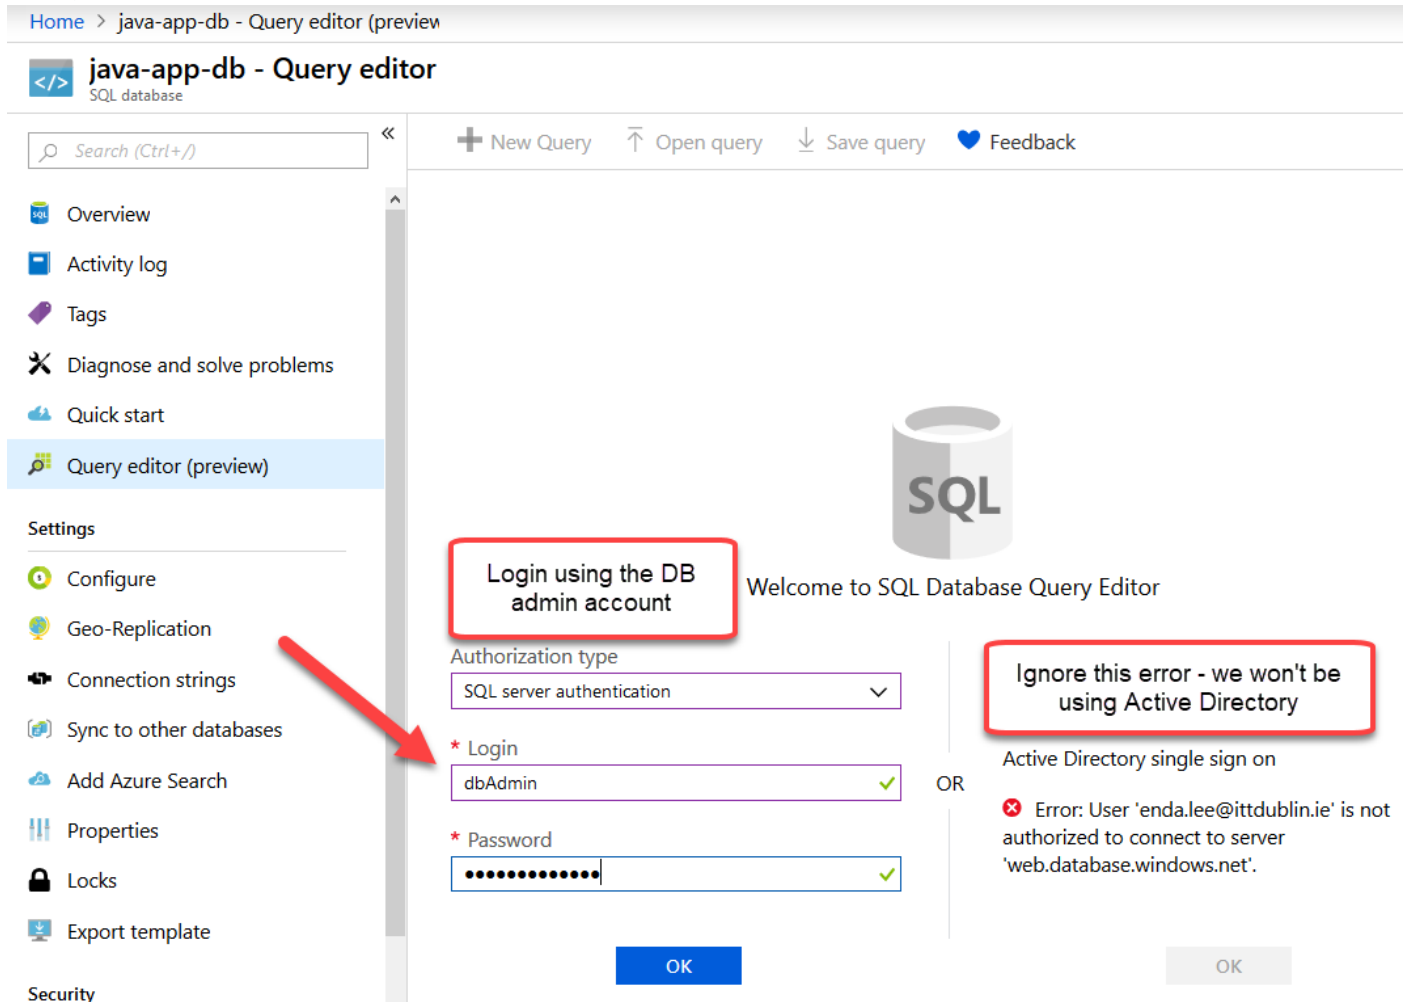 Home > java-app-db - Query editor (preview
java-app-db - Query editor
SQL database
Search (Ctrl+/)
«
New Query
Open query
Save query
Feedback
SQL
Overview
Activity log
Tags
Diagnose and solve problems
Quick start
Query editor (preview)
Settings
Configure
Geo-Replication
Connection strings
Sync to other databases
Add Azure Search
Properties
Locks
Export template
Security
SQL
Welcome to SQL Database Query Editor
Login using the DB
admin account
Authorization type
SQL server authentication
* Login
dbAdmin
* Password
•••••••••••••
OK
OR
Ignore this error - we won't be
using Active Directory
Active Directory single sign on
Error: User 'enda.lee@ittdublin.ie' is not
authorized to connect to server
'web.database.windows.net'.
OK